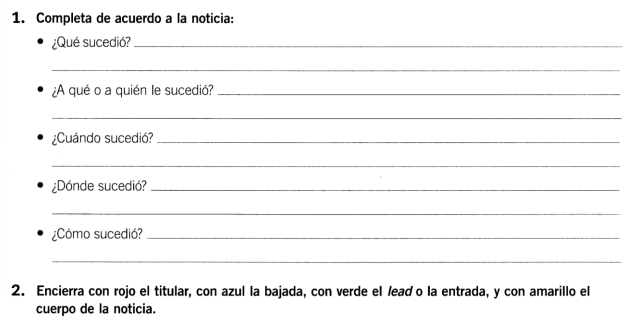 1. Completa de acuerdo a la noticia:
• ¿Qué sucedió?
• ¿A qué o a quién le sucedió?
• ¿Cuándo sucedió?
• ¿Dónde sucedió?
• ¿Cómo sucedió?
2. Encierra con rojo el titular, con azul la bajada, con verde el lead o la entrada, y con amarillo el
cuerpo de la noticia.